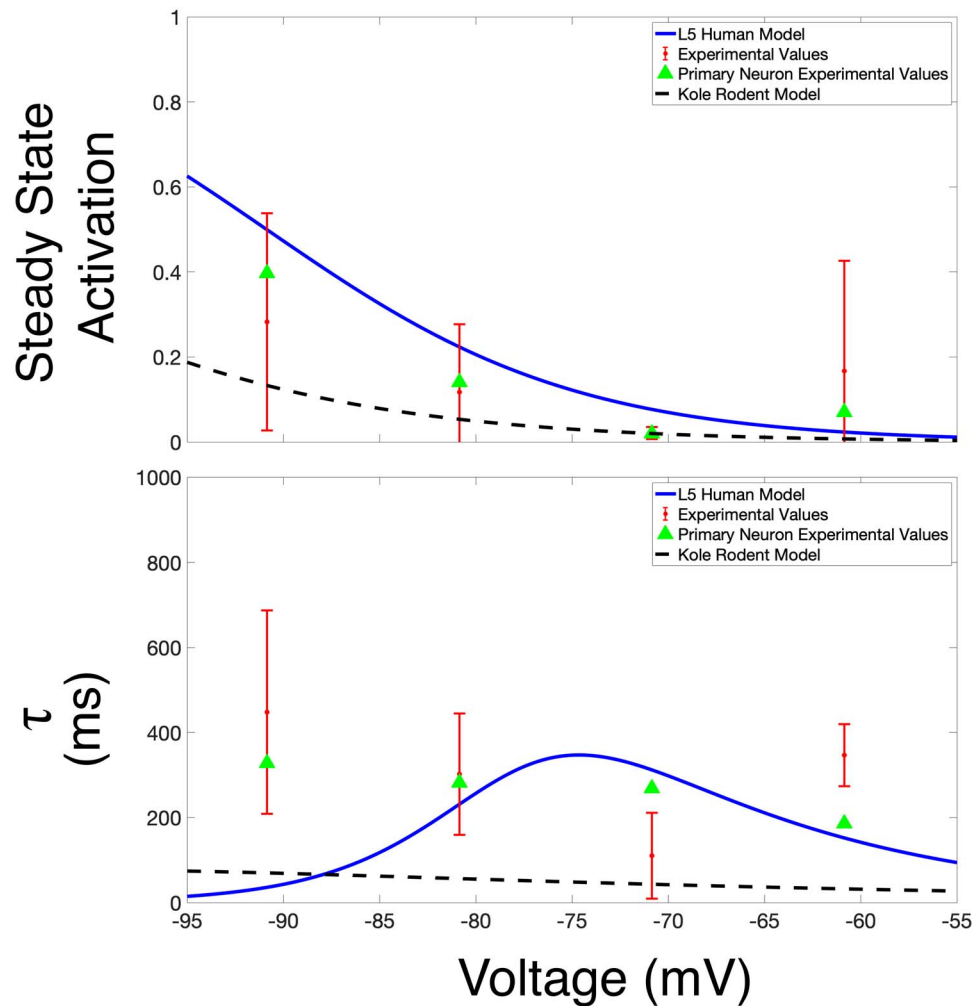 1
0.8
0.6
0.4
0.2
0
Steady State
Activation
L5 Human Model
Experimental Values
Primary Neuron Experimental Values
Kole Rodent Model
1000
800
600
400
200
0
τ
(ms)
L5 Human Model
Experimental Values
Primary Neuron Experimental Values
Kole Rodent Model
-95 -90 -85 -80 -75 -70 -65 -60 -55
Voltage (mV)